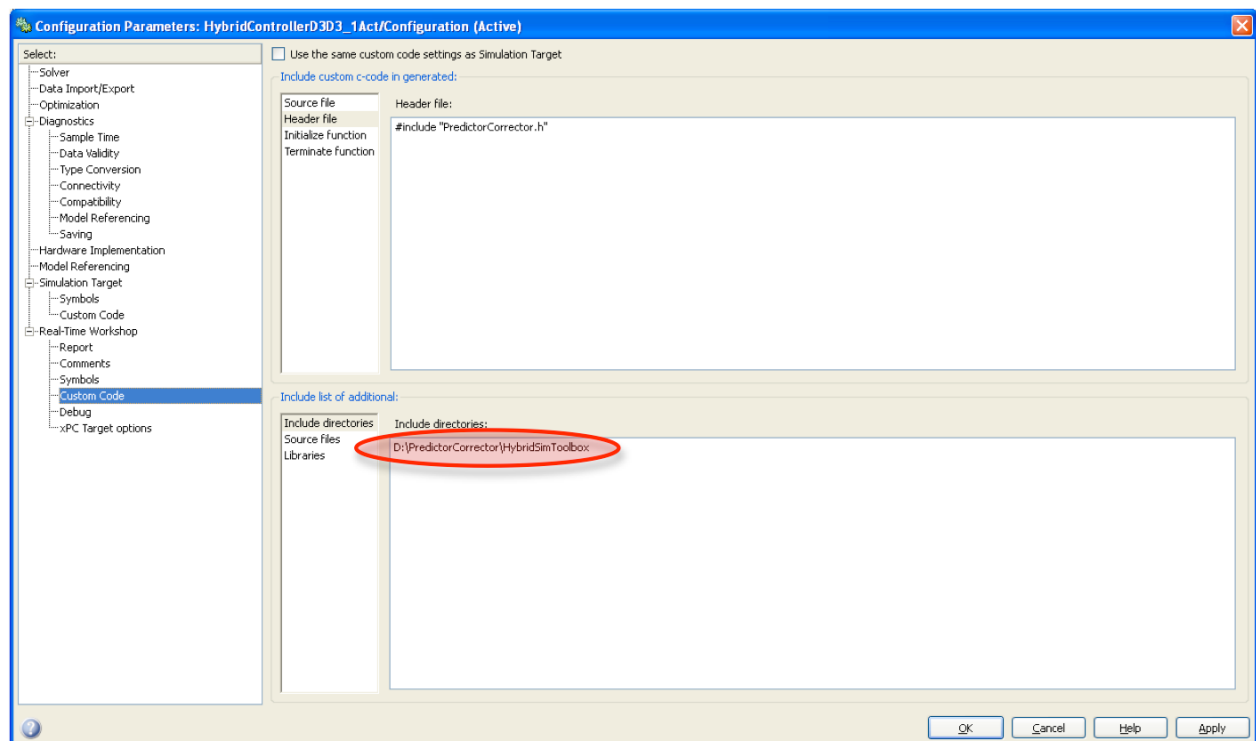 Configuration Parameters: HybridControllerD3D3_1Act/Configuration (Active)
Select:
Solver
Data Import/Export
Optimization
Diagnostics
Sample Time
Data Validity
Type Conversion
Connectivity
Compatibility
Model Referencing
Saving
Hardware Implementation
Model Referencing
Simulation Target
Symbols
Custom Code
Real-Time Workshop
Report
Comments
Symbols
Custom Code
Debug
xPC Target options
Use the same custom code settings as Simulation Target
Include custom c-code in generated:
Source file
Header file
Initialize function
Terminate function
Header file:
#include "PredictorCorrector.h"
Include list of additional:
Include directories
Source files
Libraries
Include directories:
D:\PredictorCorrector\HybridSimToolbox
OK
Cancel
Help
Apply